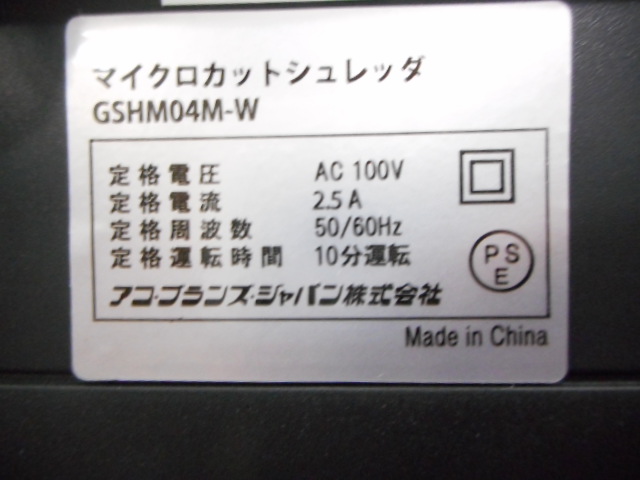 マイクロカットシュレッダ
GSHM04M-W
定格電圧 AC 100V
定格電流 2.5 A
定格周波数 50/60Hz
定格運転時間 10分運転
PS
E
アコ・ブランズ・ジャパン株式会社
Made in China